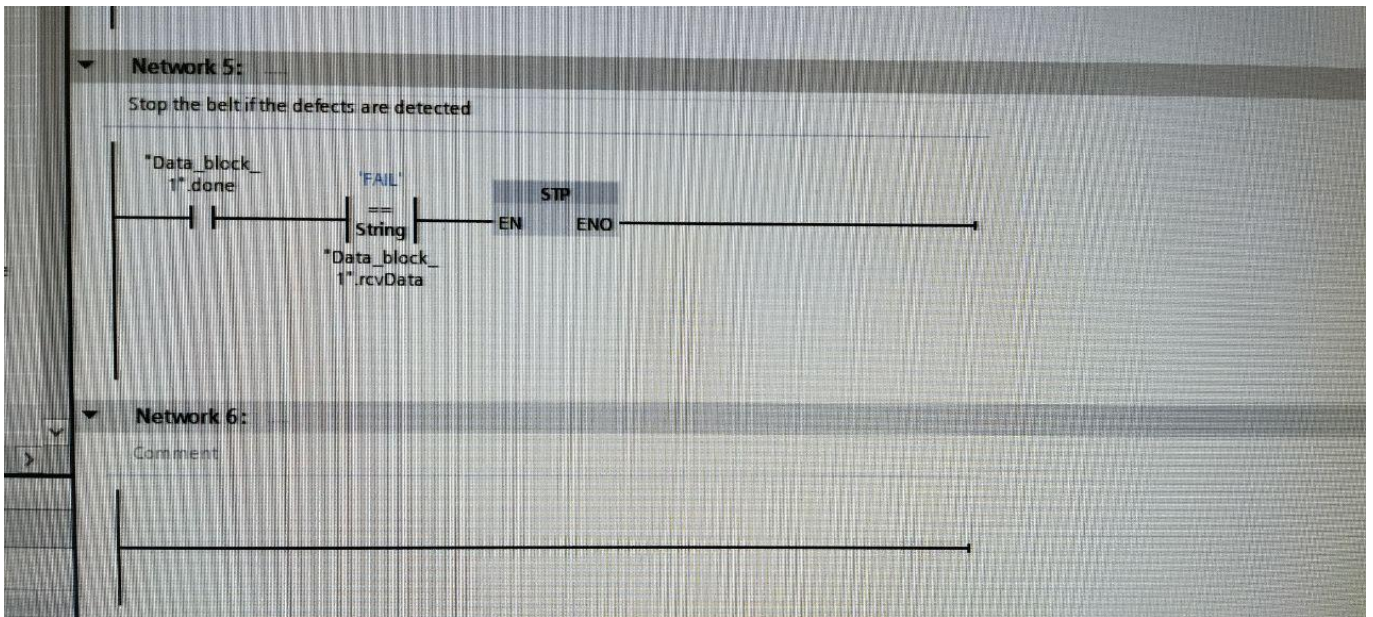 Network 5: .....
Stop the belt if the defects are detected
"Data_block_
1".done
'FAIL'
==
String
"Data_block_
1".rcvData
STP
EN
ENO
Network 6: .....
Comment